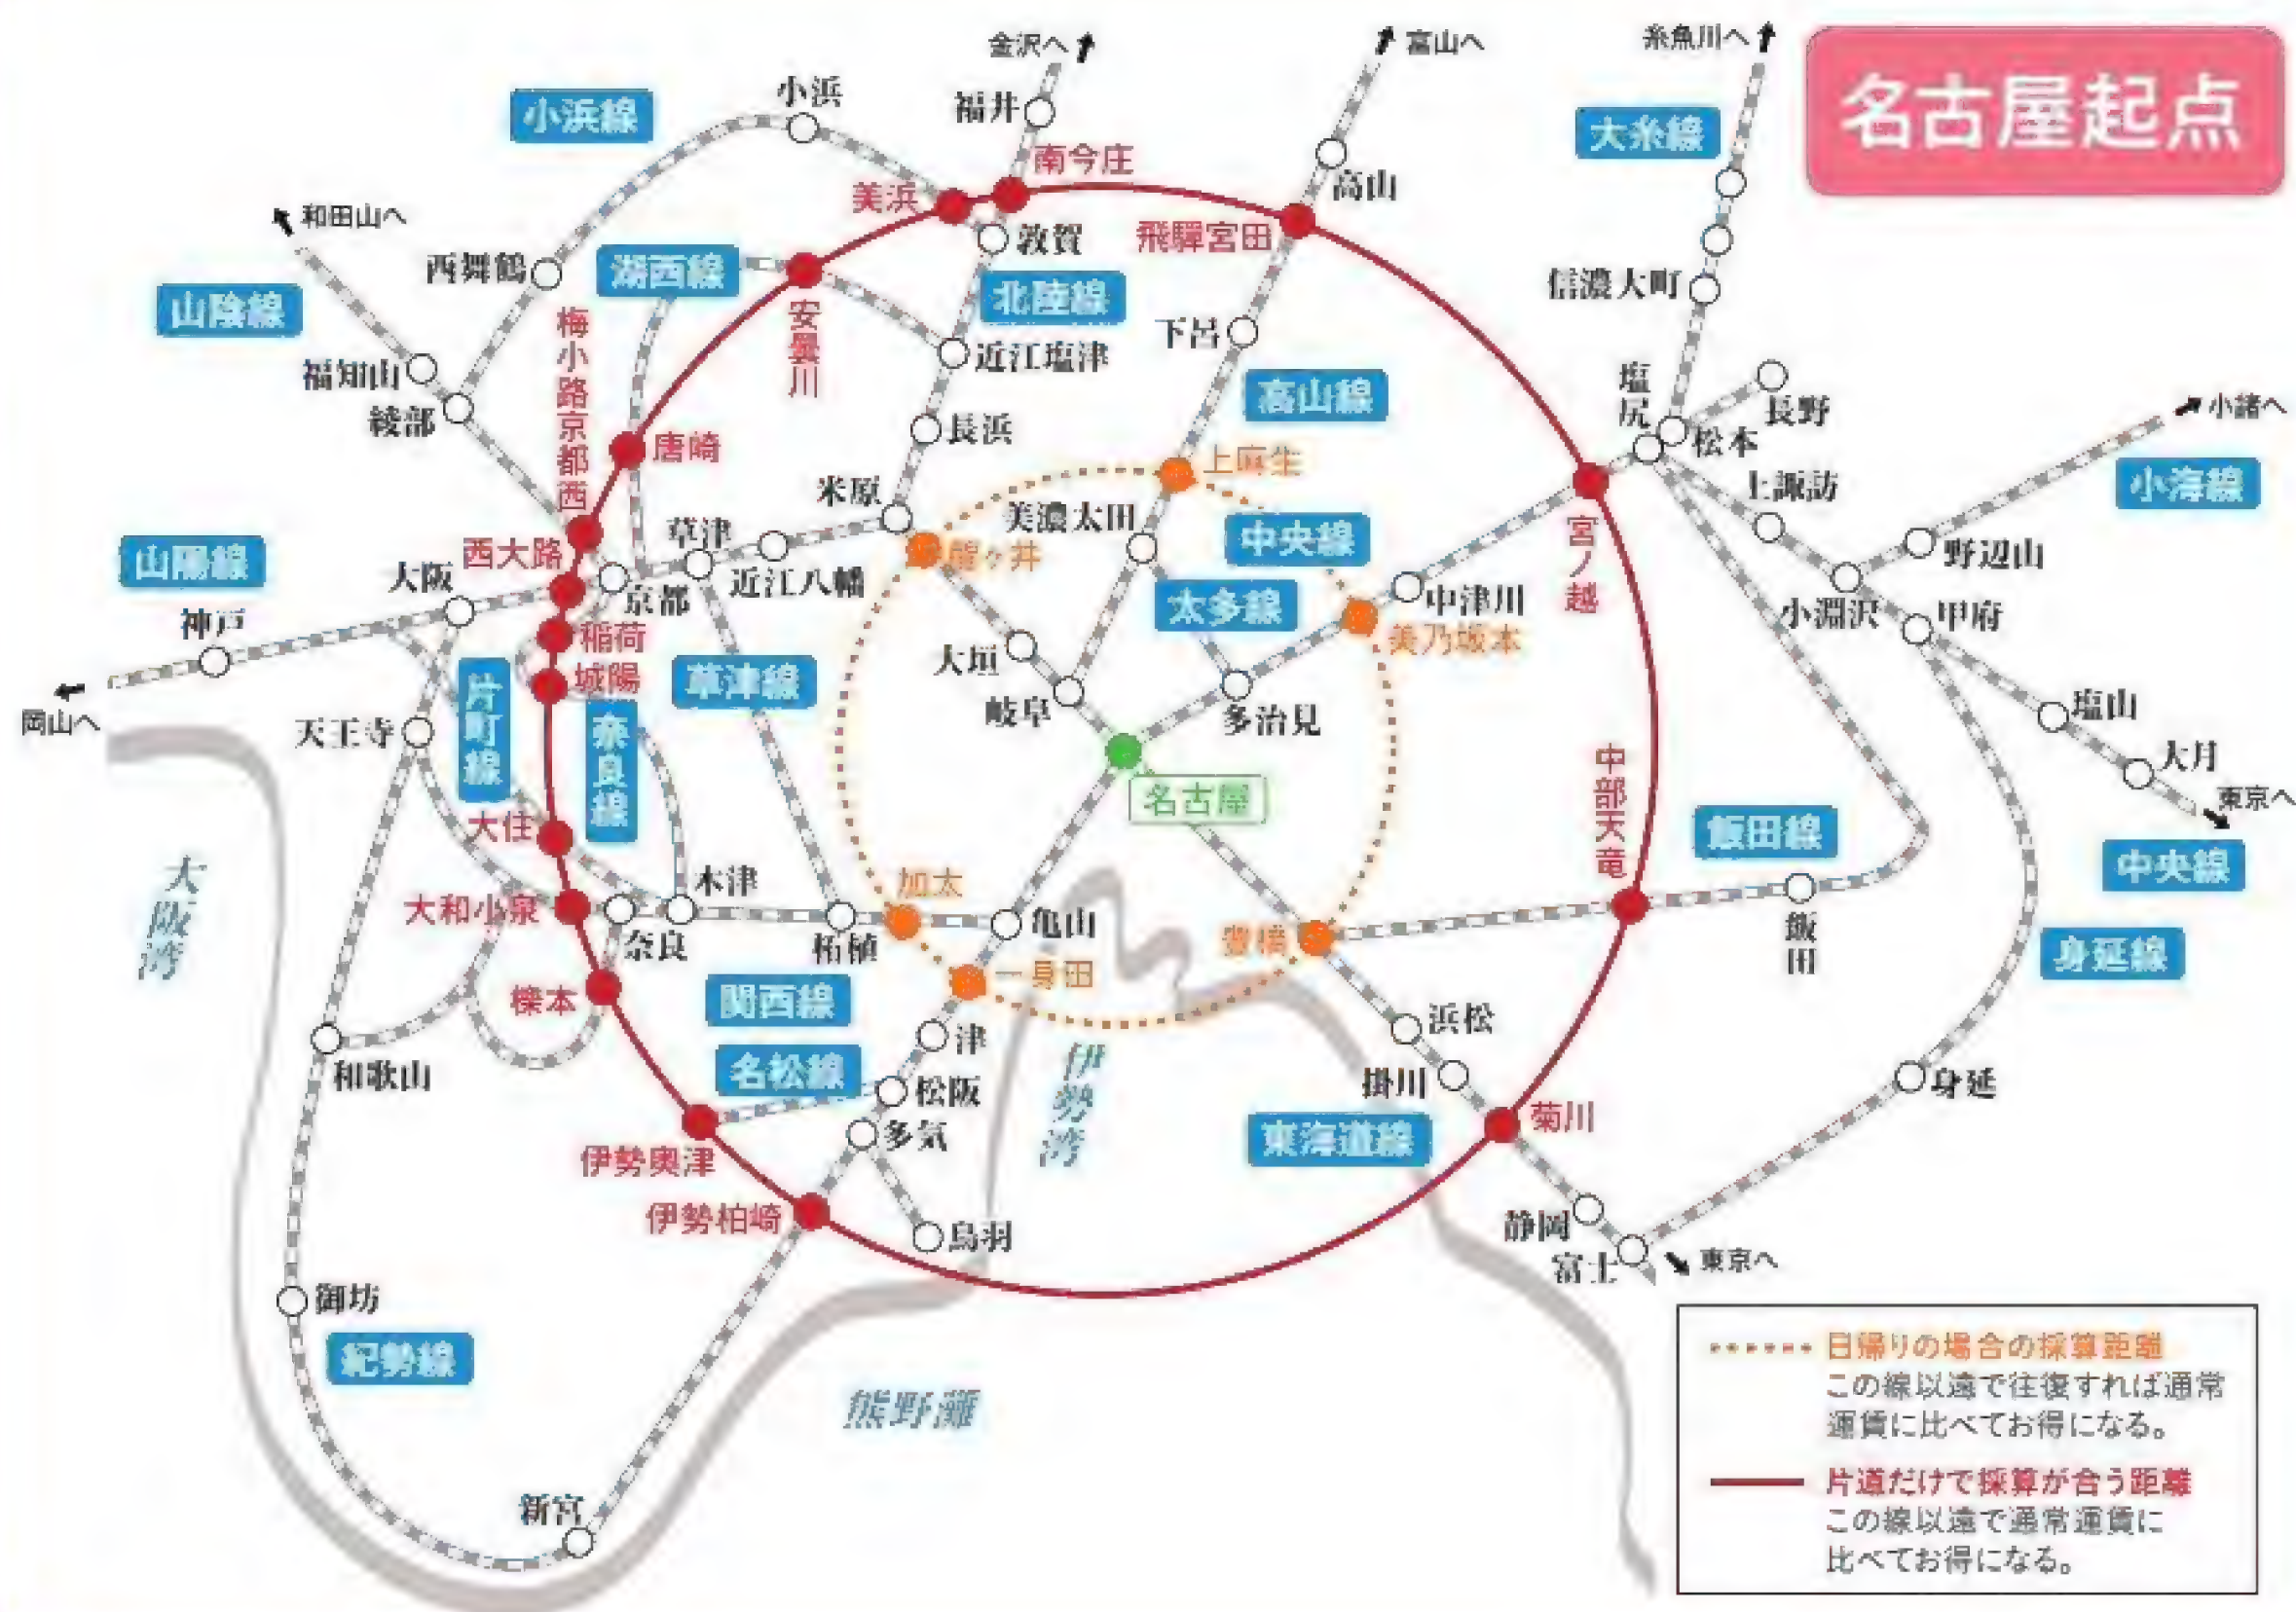 名古屋起点
金沢へ
富山へ
糸魚川へ
小浜
福井
小浜線
大糸線
南今庄
高山
美浜
和田山へ
飛驒宮田
敦賀
西舞鶴
湖西線
信濃大町
北陸線
山陰線
梅小路京都西
安曇川
下呂
近江塩津
福知山
塩尻
高山線
長野
小諸へ
綾部
長浜
松本
唐崎
上麻生
米原
上諏訪
小海線
美濃太田
草津
中央線
西大路
醒ヶ井
野辺山
山陽線
大阪
宮ノ越
京都
近江八幡
太多線
中津川
小淵沢
甲府
神戸
稲荷
美乃坂本
大垣
城陽
草津線
片町線
岐阜
多治見
塩山
岡山へ
天王寺
奈良線
大月
名古屋
中部天竜
東京へ
大住
飯田線
大阪湾
中央線
木津
加太
大和小泉
奈良
柘植
亀山
豊橋
飯田
身延線
一身田
櫟本
関西線
浜松
津
名松線
和歌山
松阪
伊勢湾
掛川
身延
多気
東海道線
菊川
伊勢奥津
伊勢柏崎
鳥羽
静岡
富士
東京へ
御坊
紀勢線
熊野灘
新宮
日帰りの場合の採算距離
この線以遠で往復すれば通常
運賃に比べてお得になる。
片道だけで採算が合う距離
この線以遠で通常運賃に
比べてお得になる。